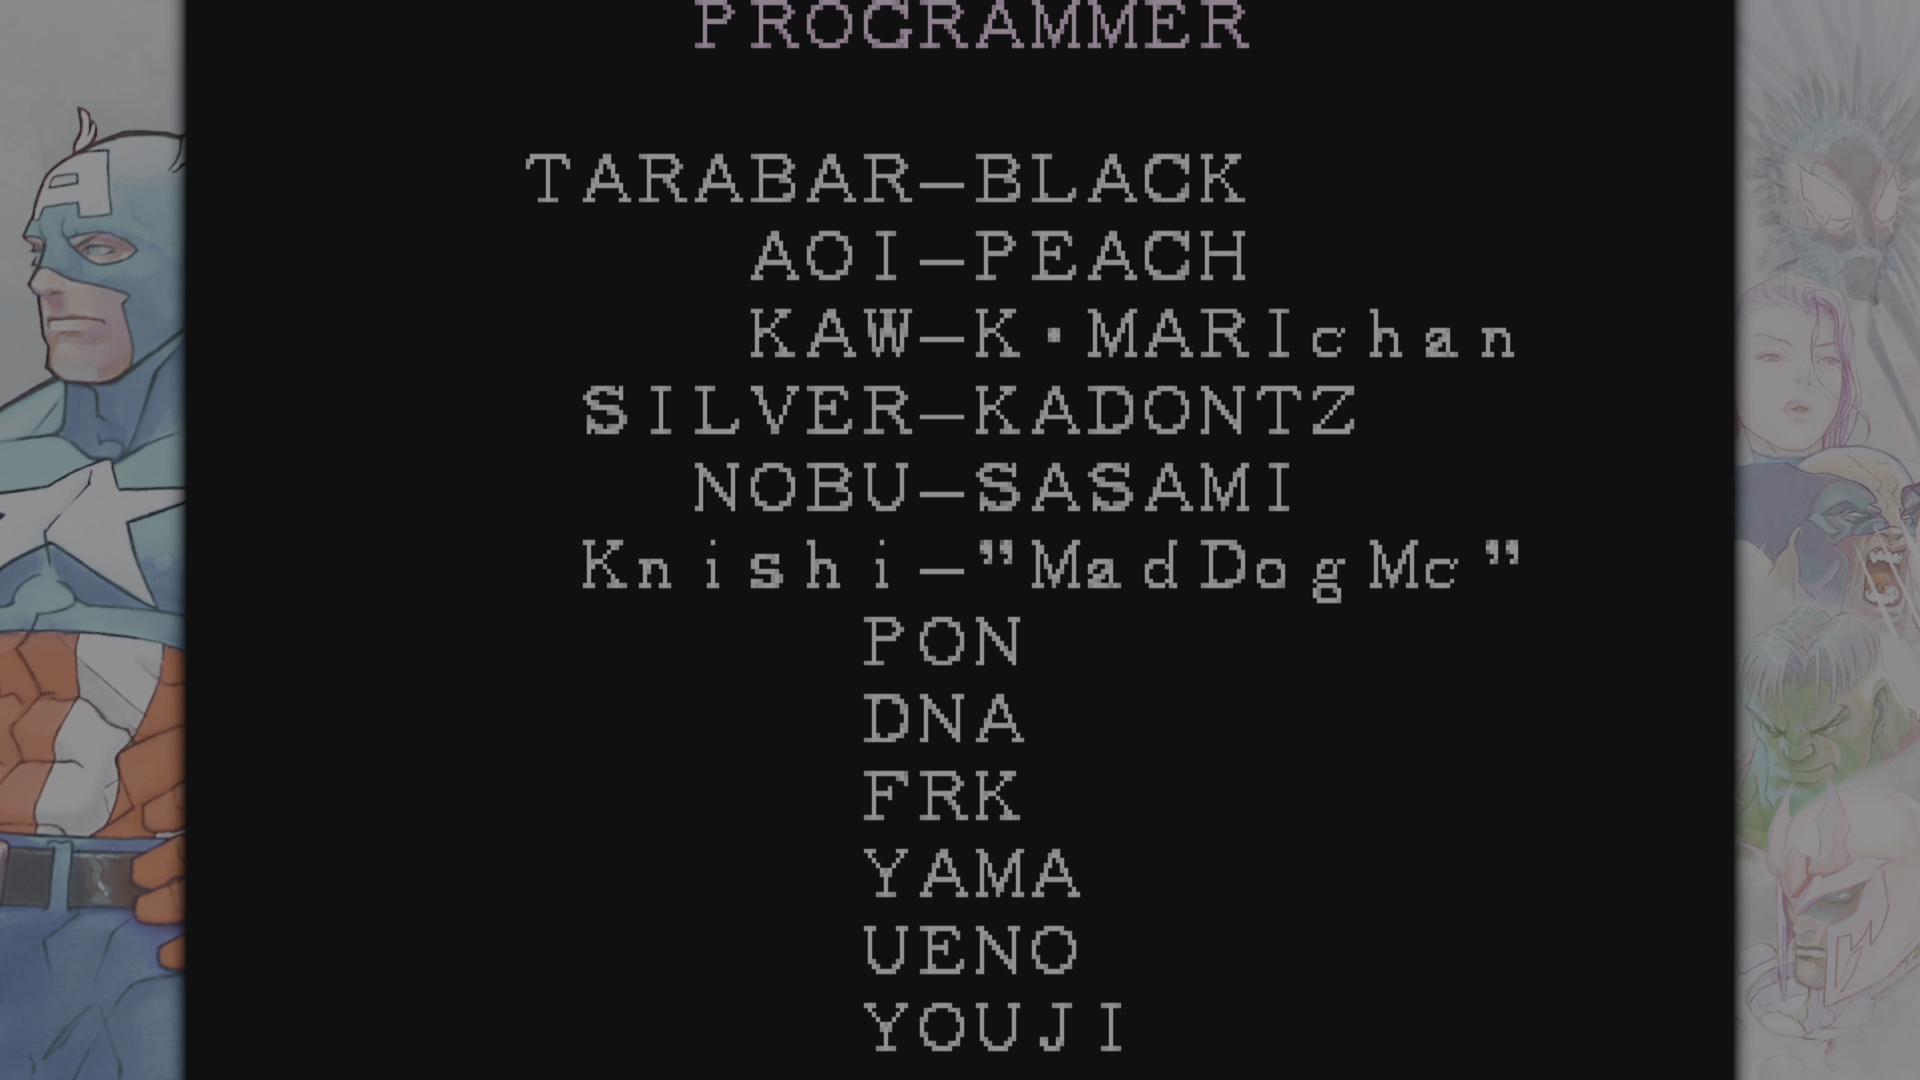 PROGRAMMER
TARABAR–BLACK
AOI–PEACH
KAW–K・MARIchan
SILVER–KADONTZ
NOBU–SASAMI
Knishi–"MadDogMc"
PON
DNA
FRK
YAMA
UENO
YOUJI